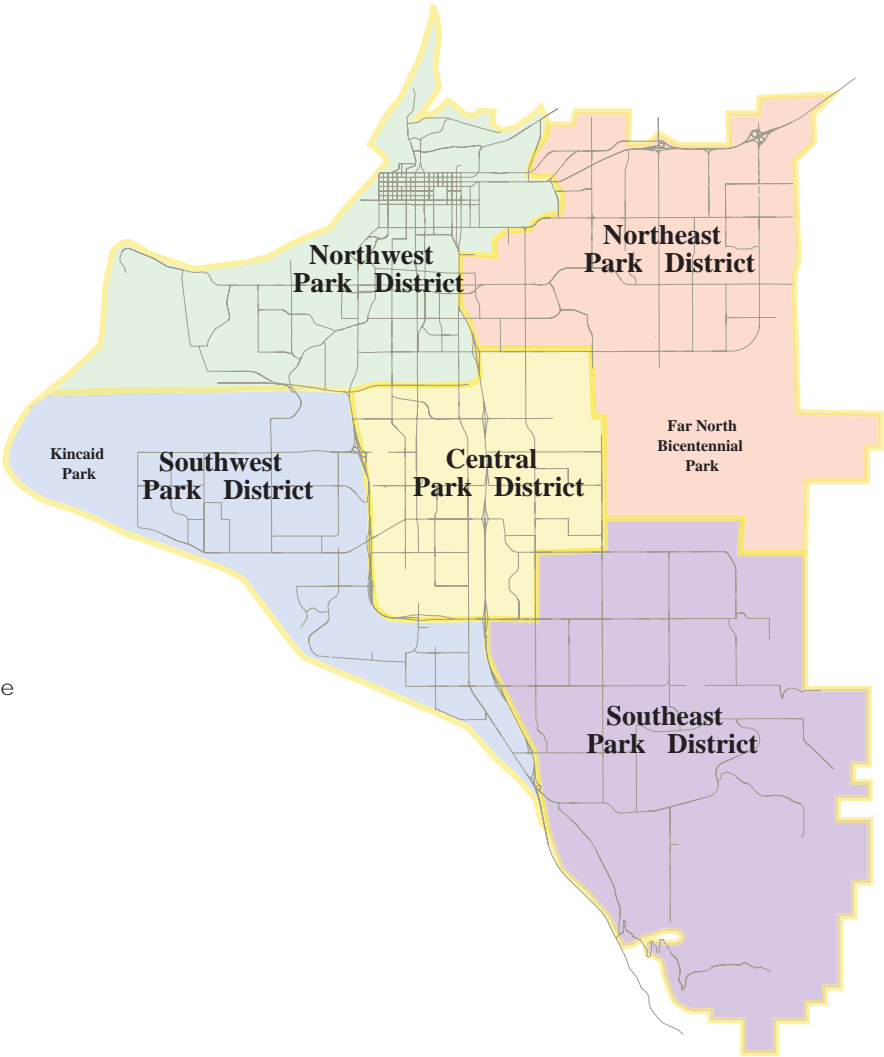 Northwest
Park District
Northeast
Park District
Far North
Bicentennial
Park
Kincaid
Park
Southwest
Park District
Central
Park District
e
Southeast
Park District